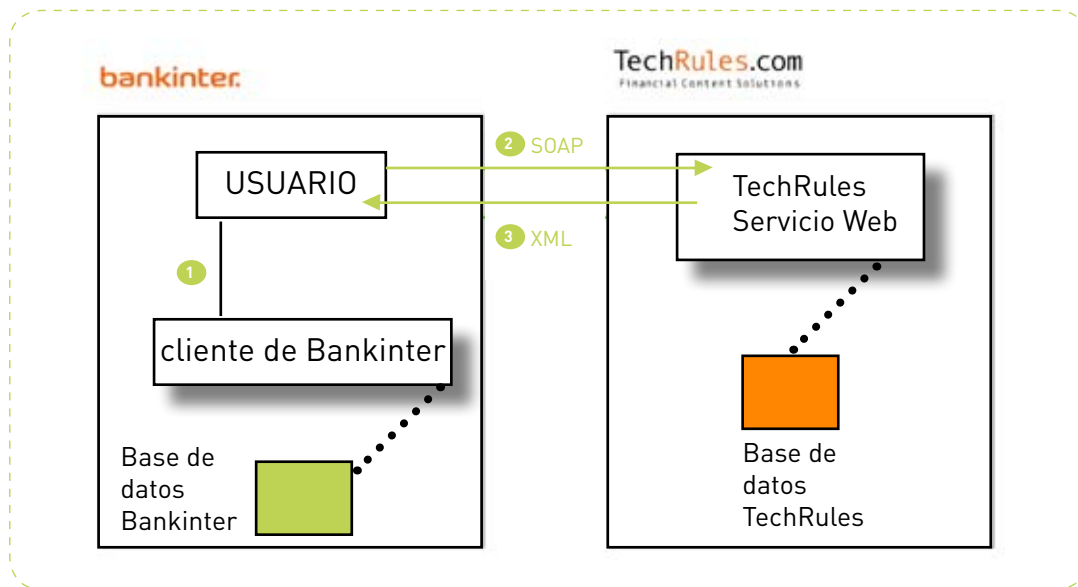 bankinter.
TechRules.com
Financial Content Solutions
USUARIO
2 SOAP
3 XML
1
cliente de Bankinter
Base de
datos
Bankinter
TechRules
Servicio Web
Base de
datos
TechRules